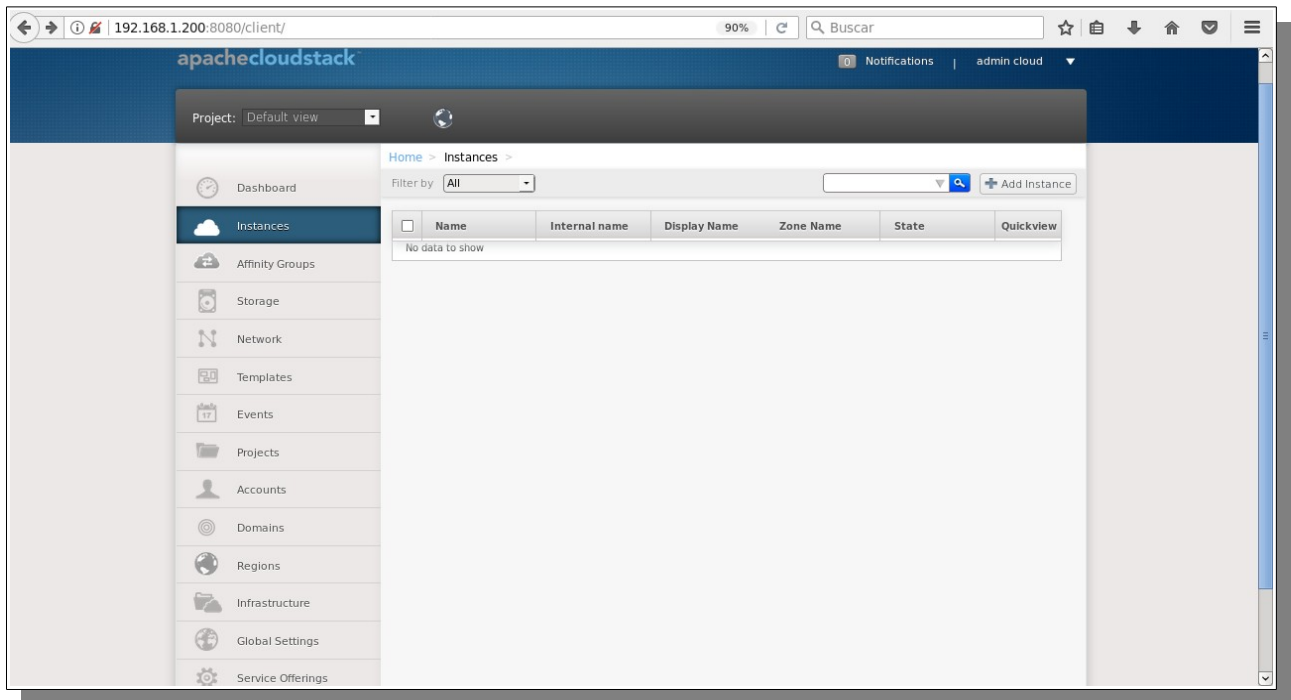 192.168.1.200:8080/client/ 90% Buscar
apachecloudstack 0 Notifications | admin cloud
Project: Default view
Home > Instances >
Filter by All Add Instance
Dashboard
Instances
Affinity Groups
Storage
Network
Templates
17
Events
Projects
Accounts
Domains
Regions
Infrastructure
Global Settings
Service Offerings
Name Internal name Display Name Zone Name State Quickview
No data to show